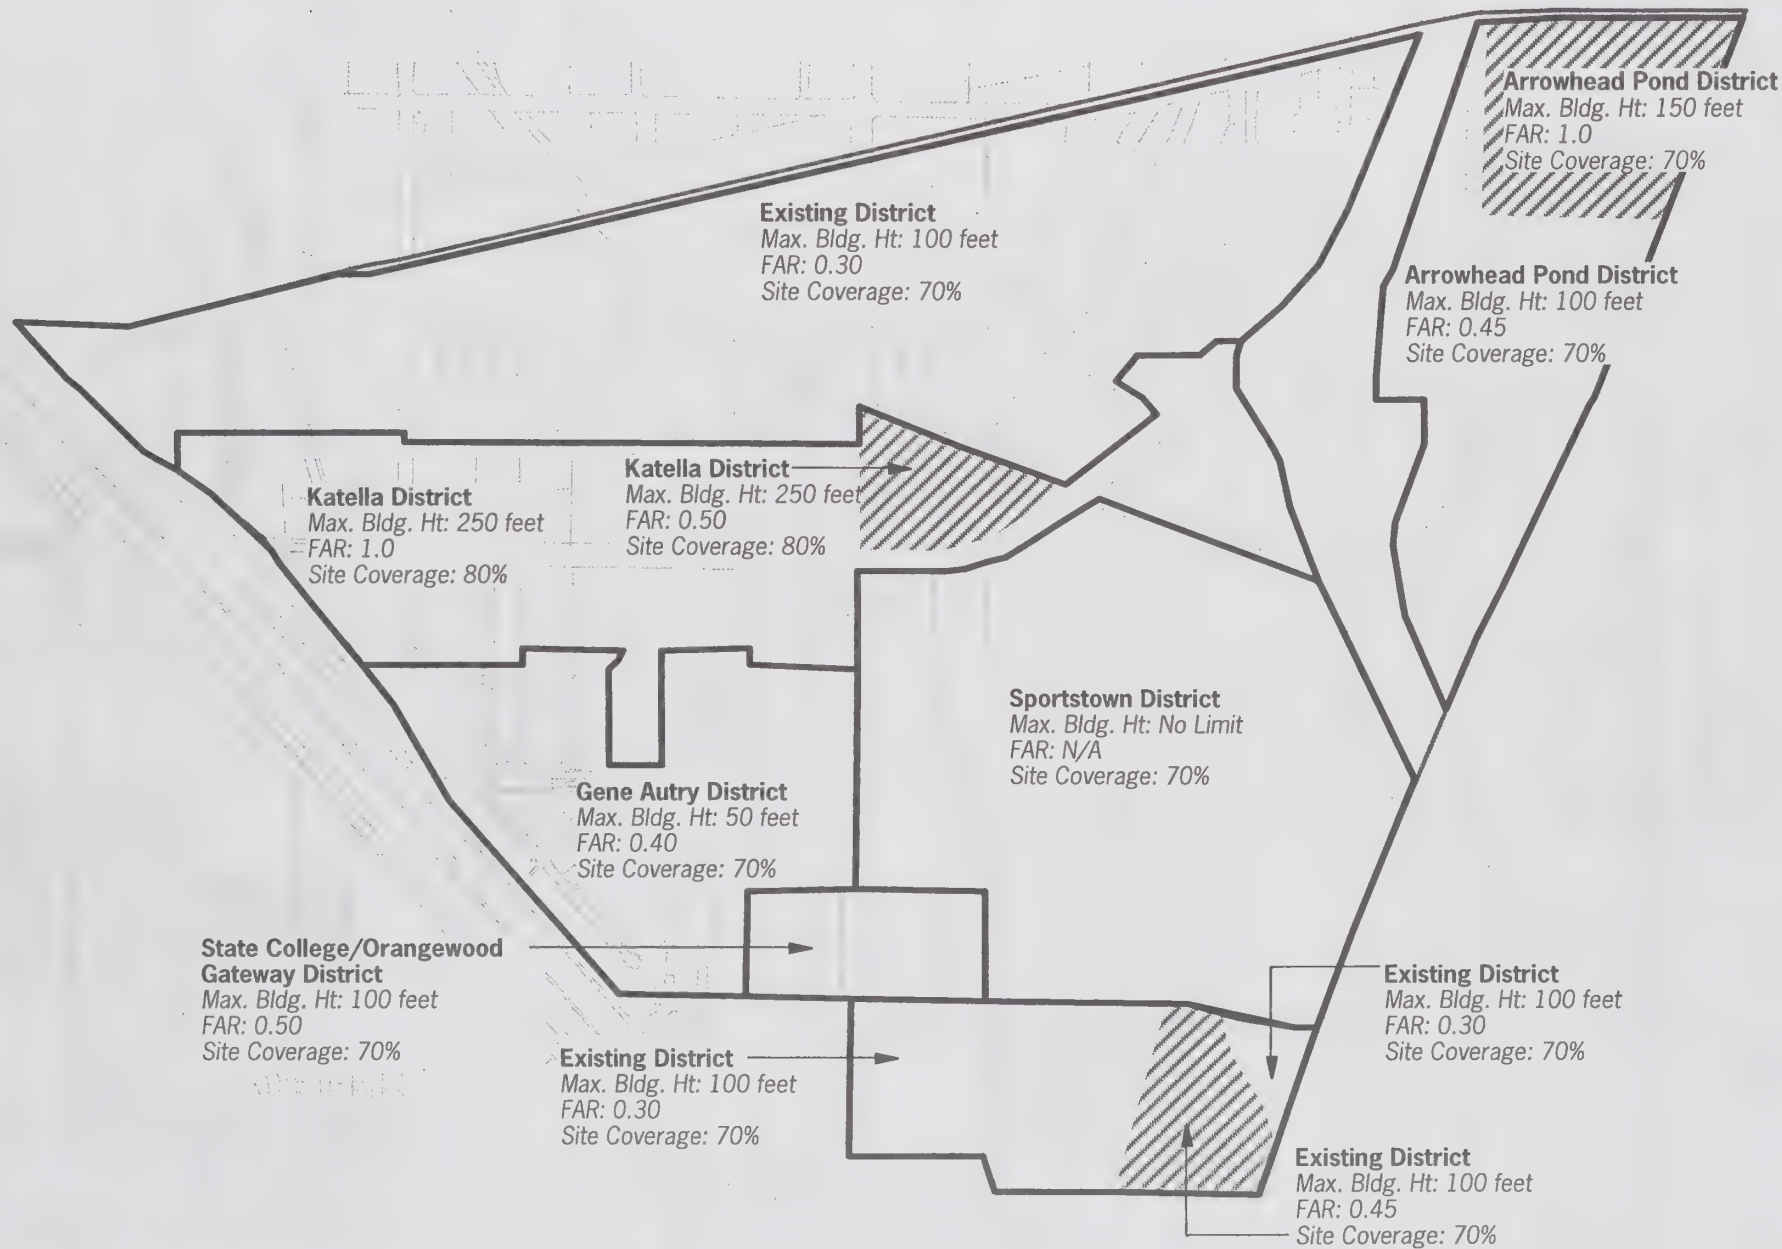 Arrowhead Pond District
Max. Bldg. Ht: 150 feet
FAR: 1.0
Site Coverage: 70%
Existing District
Max. Bldg. Ht: 100 feet
FAR: 0.30
Site Coverage: 70%
Arrowhead Pond District
Max. Bldg. Ht: 100 feet
FAR: 0.45
Site Coverage: 70%
Katella District
Max. Bldg. Ht: 250 feet
FAR: 1.0
Site Coverage: 80%
Katella District
Max. Bldg. Ht: 250 feet
FAR: 0.50
Site Coverage: 80%
Sportstown District
Max. Bldg. Ht: No Limit
FAR: N/A
Site Coverage: 70%
Gene Autry District
Max. Bldg. Ht: 50 feet
FAR: 0.40
Site Coverage: 70%
State College/Orangewood
Gateway District
Max. Bldg. Ht: 100 feet
FAR: 0.50
Site Coverage: 70%
Existing District
Max. Bldg. Ht: 100 feet
FAR: 0.30
Site Coverage: 70%
Existing District
Max. Bldg. Ht: 100 feet
FAR: 0.30
Site Coverage: 70%
Existing District
Max. Bldg. Ht: 100 feet
FAR: 0.45
Site Coverage: 70%